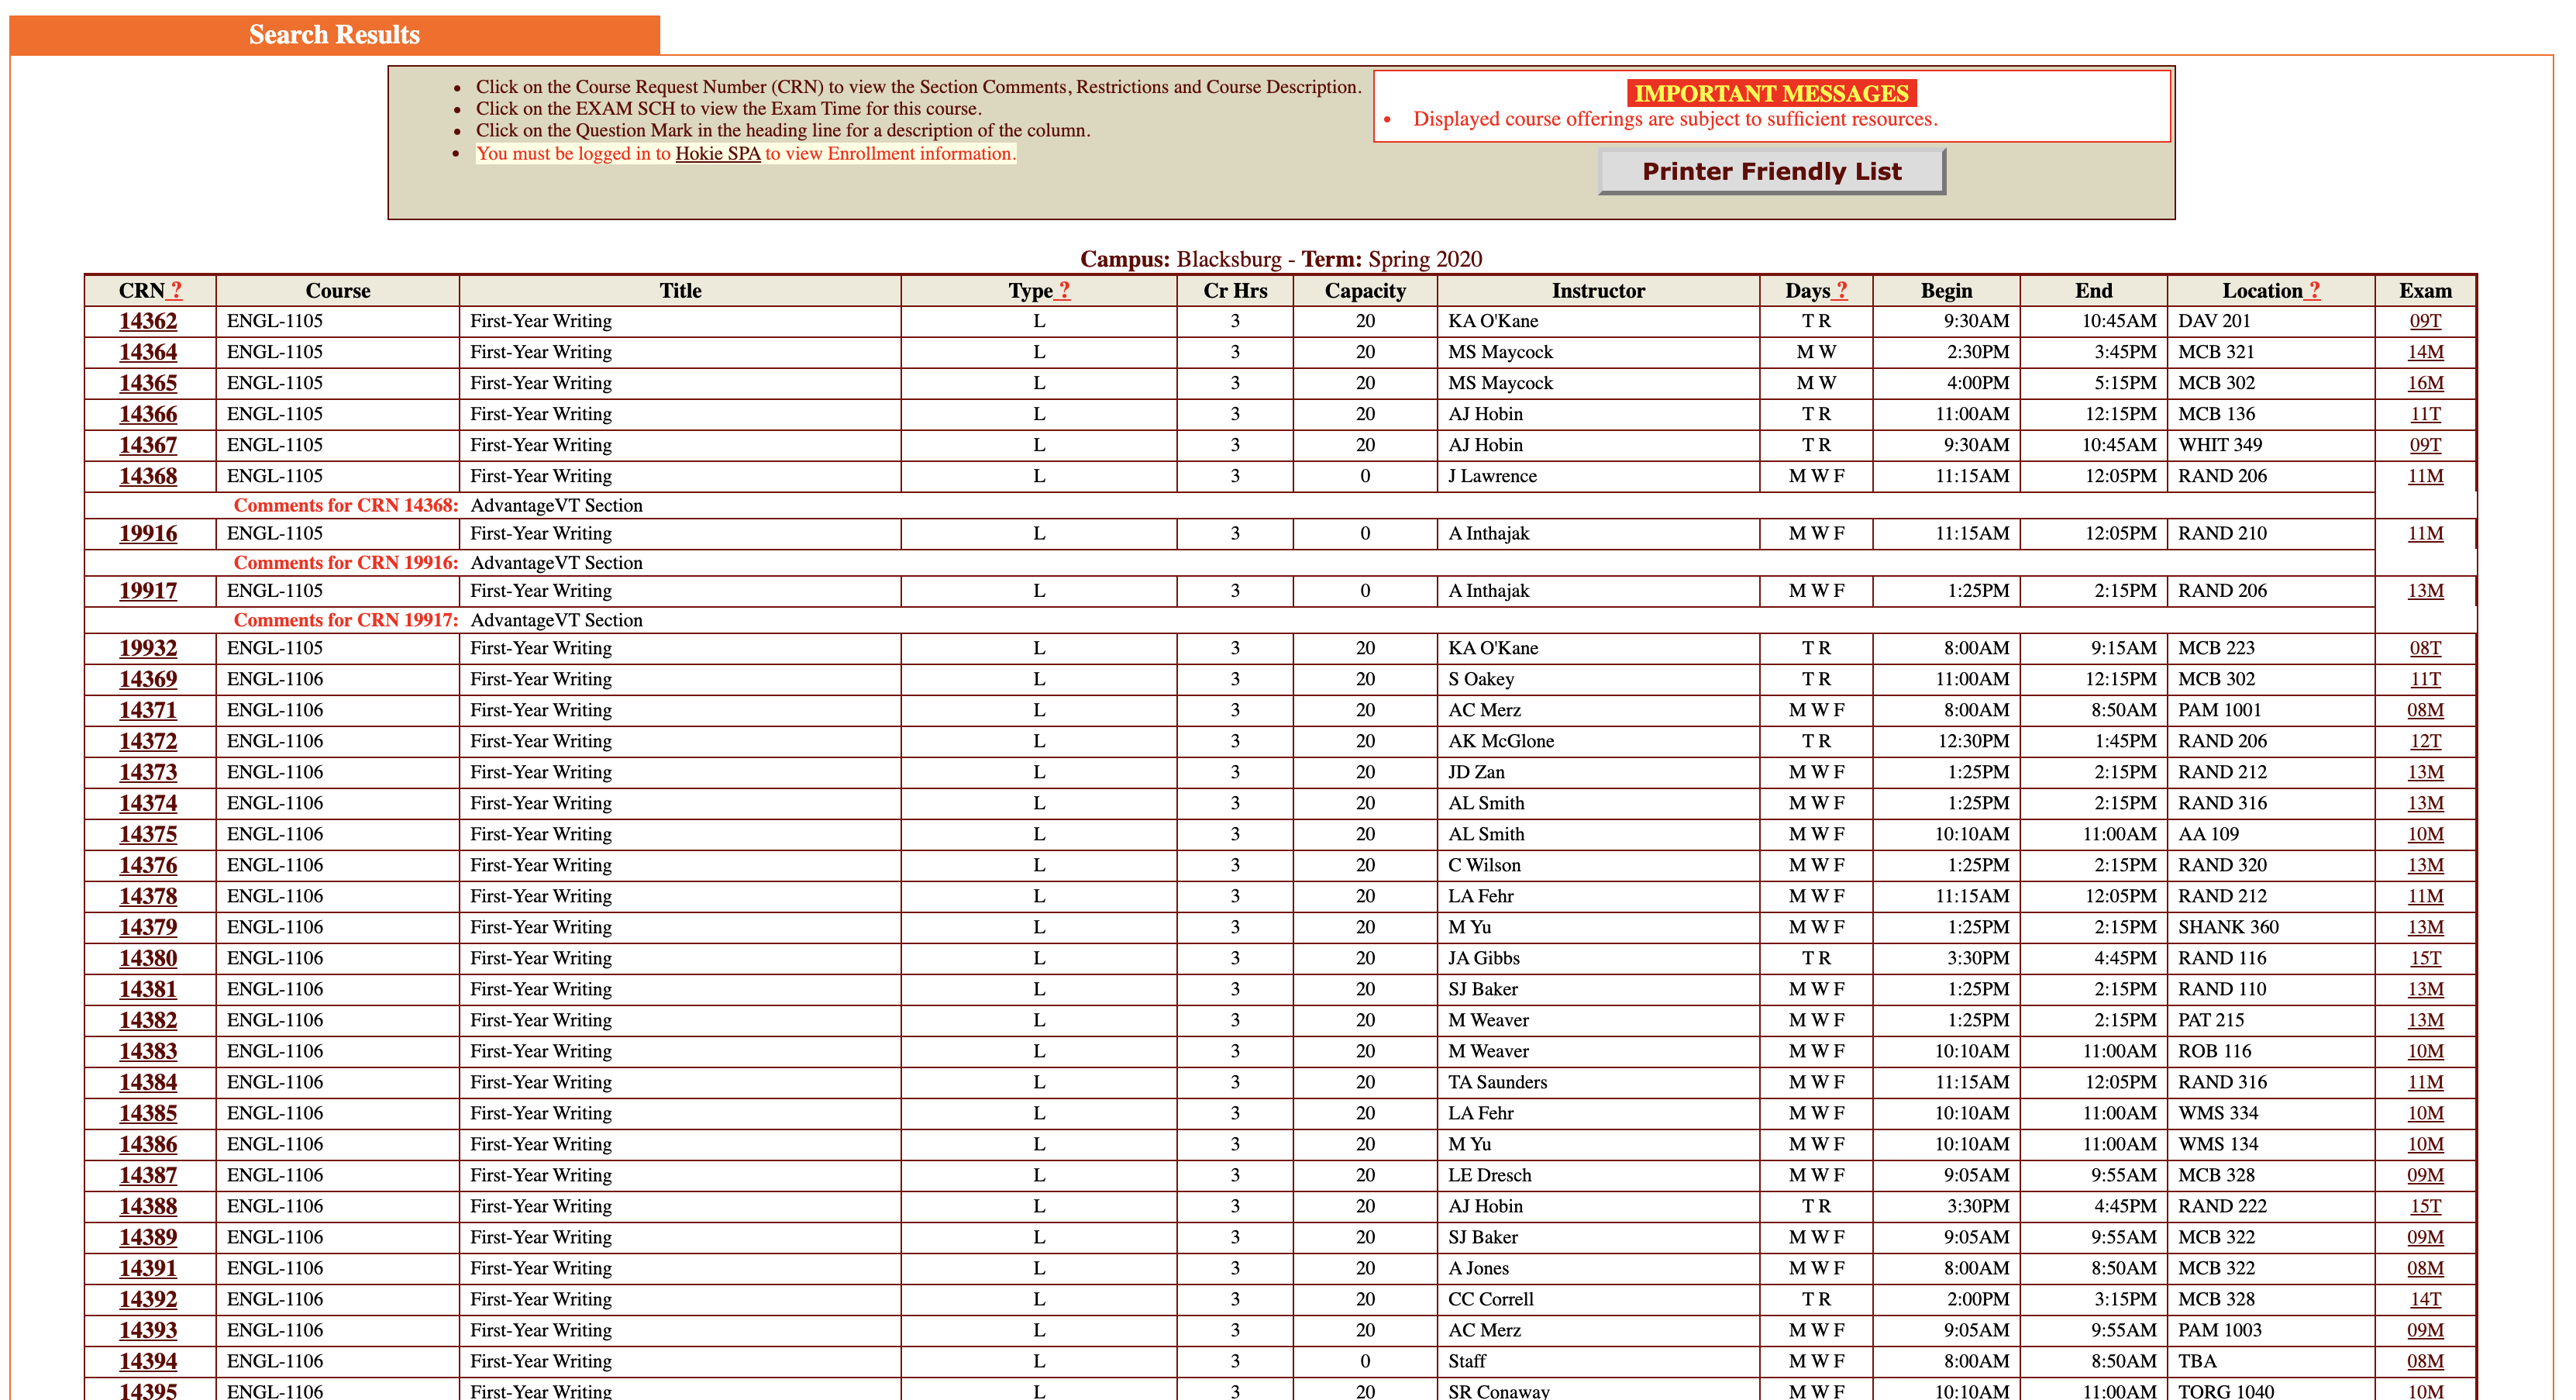 Search Results
Click on the Course Request Number (CRN) to view the Section Comments, Restrictions and Course Description.
Click on the EXAM SCH to view the Exam Time for this course.
Click on the Question Mark in the heading line for a description of the column.
You must be logged in to Hokie SPA to view Enrollment information.
IMPORTANT MESSAGES
Displayed course offerings are subject to sufficient resources.
Printer Friendly List
Campus: Blacksburg - Term: Spring 2020
CRN ? Course Title Type ? Cr Hrs Capacity Instructor Days ? Begin End Location ? Exam
14362 ENGL-1105 First-Year Writing L 3 20 KA O'Kane T R 9:30AM 10:45AM DAV 201 09T
14364 ENGL-1105 First-Year Writing L 3 20 MS Maycock M W 2:30PM 3:45PM MCB 321 14M
14365 ENGL-1105 First-Year Writing L 3 20 MS Maycock M W 4:00PM 5:15PM MCB 302 16M
14366 ENGL-1105 First-Year Writing L 3 20 AJ Hobin T R 11:00AM 12:15PM MCB 136 11T
14367 ENGL-1105 First-Year Writing L 3 20 AJ Hobin T R 9:30AM 10:45AM WHIT 349 09T
14368 ENGL-1105 First-Year Writing L 3 0 J Lawrence M W F 11:15AM 12:05PM RAND 206 11M
Comments for CRN 14368: AdvantageVT Section
19916 ENGL-1105 First-Year Writing L 3 0 A Inthajak M W F 11:15AM 12:05PM RAND 210 11M
Comments for CRN 19916: AdvantageVT Section
19917 ENGL-1105 First-Year Writing L 3 0 A Inthajak M W F 1:25PM 2:15PM RAND 206 13M
Comments for CRN 19917: AdvantageVT Section
19932 ENGL-1105 First-Year Writing L 3 20 KA O'Kane T R 8:00AM 9:15AM MCB 223 08T
14369 ENGL-1106 First-Year Writing L 3 20 S Oakey T R 11:00AM 12:15PM MCB 302 11T
14371 ENGL-1106 First-Year Writing L 3 20 AC Merz M W F 8:00AM 8:50AM PAM 1001 08M
14372 ENGL-1106 First-Year Writing L 3 20 AK McGlone T R 12:30PM 1:45PM RAND 206 12T
14373 ENGL-1106 First-Year Writing L 3 20 JD Zan M W F 1:25PM 2:15PM RAND 212 13M
14374 ENGL-1106 First-Year Writing L 3 20 AL Smith M W F 1:25PM 2:15PM RAND 316 13M
14375 ENGL-1106 First-Year Writing L 3 20 AL Smith M W F 10:10AM 11:00AM AA 109 10M
14376 ENGL-1106 First-Year Writing L 3 20 C Wilson M W F 1:25PM 2:15PM RAND 320 13M
14378 ENGL-1106 First-Year Writing L 3 20 LA Fehr M W F 11:15AM 12:05PM RAND 212 11M
14379 ENGL-1106 First-Year Writing L 3 20 M Yu M W F 1:25PM 2:15PM SHANK 360 13M
14380 ENGL-1106 First-Year Writing L 3 20 JA Gibbs T R 3:30PM 4:45PM RAND 116 15T
14381 ENGL-1106 First-Year Writing L 3 20 SJ Baker M W F 1:25PM 2:15PM RAND 110 13M
14382 ENGL-1106 First-Year Writing L 3 20 M Weaver M W F 1:25PM 2:15PM PAT 215 13M
14383 ENGL-1106 First-Year Writing L 3 20 M Weaver M W F 10:10AM 11:00AM ROB 116 10M
14384 ENGL-1106 First-Year Writing L 3 20 TA Saunders M W F 11:15AM 12:05PM RAND 316 11M
14385 ENGL-1106 First-Year Writing L 3 20 LA Fehr M W F 10:10AM 11:00AM WMS 334 10M
14386 ENGL-1106 First-Year Writing L 3 20 M Yu M W F 10:10AM 11:00AM WMS 134 10M
14387 ENGL-1106 First-Year Writing L 3 20 LE Dresch M W F 9:05AM 9:55AM MCB 328 09M
14388 ENGL-1106 First-Year Writing L 3 20 AJ Hobin T R 3:30PM 4:45PM RAND 222 15T
14389 ENGL-1106 First-Year Writing L 3 20 SJ Baker M W F 9:05AM 9:55AM MCB 322 09M
14391 ENGL-1106 First-Year Writing L 3 20 A Jones M W F 8:00AM 8:50AM MCB 322 08M
14392 ENGL-1106 First-Year Writing L 3 20 CC Correll T R 2:00PM 3:15PM MCB 328 14T
14393 ENGL-1106 First-Year Writing L 3 20 AC Merz M W F 9:05AM 9:55AM PAM 1003 09M
14394 ENGL-1106 First-Year Writing L 3 0 Staff M W F 8:00AM 8:50AM TBA 08M
14395 ENGL-1106 First-Year Writing L 3 20 SR Conaway M W F 10:10AM 11:00AM TORG 1040 10M